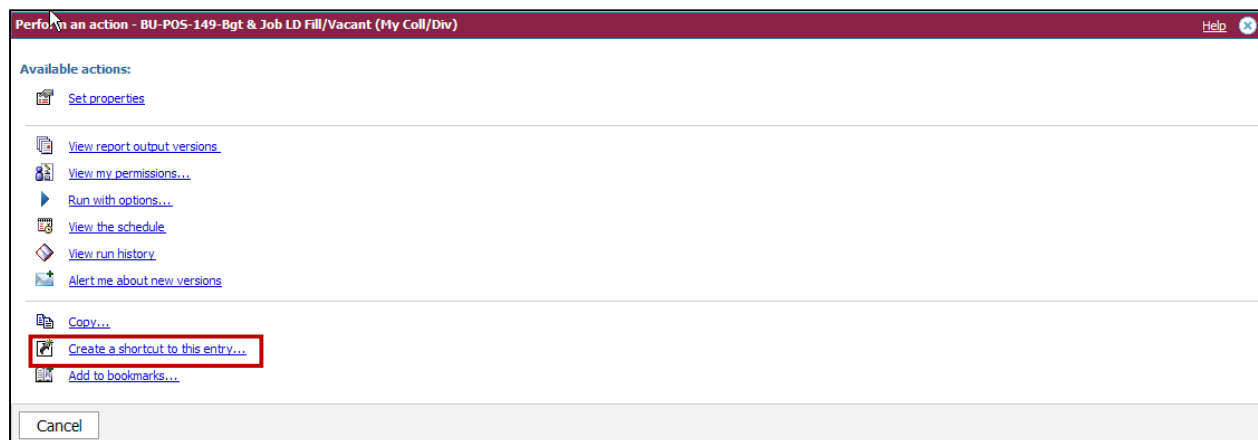 Perform an action - BU-POS-149-Bgt & Job LD Fill/Vacant (My Coll/Div) Help
Available actions:
Set properties
View report output versions
View my permissions...
Run with options...
View the schedule
View run history
Alert me about new versions
Copy...
Create a shortcut to this entry...
Add to bookmarks...
Cancel